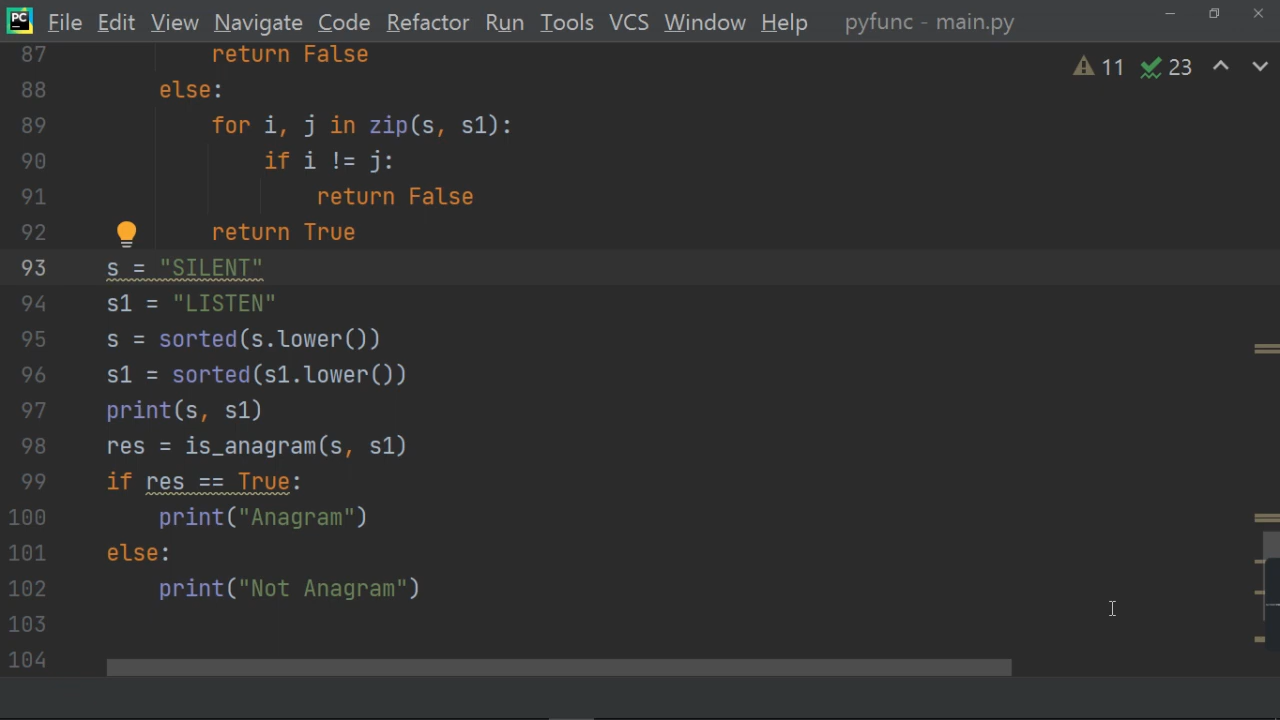 PC File Edit View Navigate Code Refactor Run Tools VCS Window Help pyfunc - main.py
11 23
87 return False
88 else:
89 for i, j in zip(s, s1):
90 if i != j:
91 return False
92 return True
93 s = "SILENT"
94 s1 = "LISTEN"
95 s = sorted(s.lower())
96 s1 = sorted(s1.lower())
97 print(s, s1)
98 res = is_anagram(s, s1)
99 if res == True:
100 print("Anagram")
101 else:
102 print("Not Anagram")
103
104